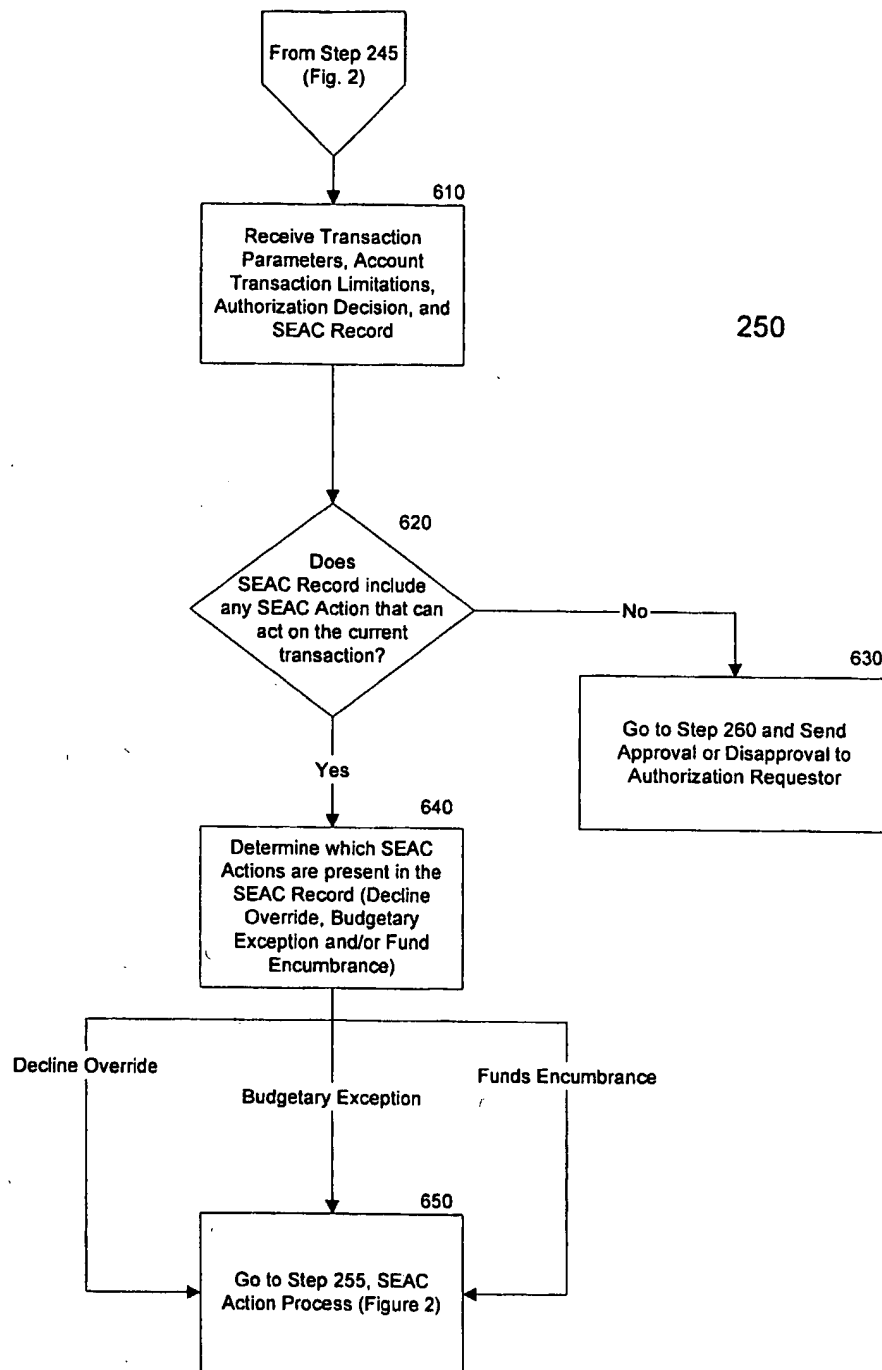 From Step 245
(Fig. 2)
610
Receive Transaction
Parameters, Account
Transaction Limitations,
Authorization Decision, and
SEAC Record
250
620
Does
SEAC Record include
any SEAC Action that can
act on the current
transaction?
No
630
Go to Step 260 and Send
Approval or Disapproval to
Authorization Requestor
Yes
640
Determine which SEAC
Actions are present in the
SEAC Record (Decline
Override, Budgetary
Exception and/or Fund
Encumbrance)
Decline Override
Budgetary Exception
Funds Encumbrance
650
Go to Step 255, SEAC
Action Process (Figure 2)